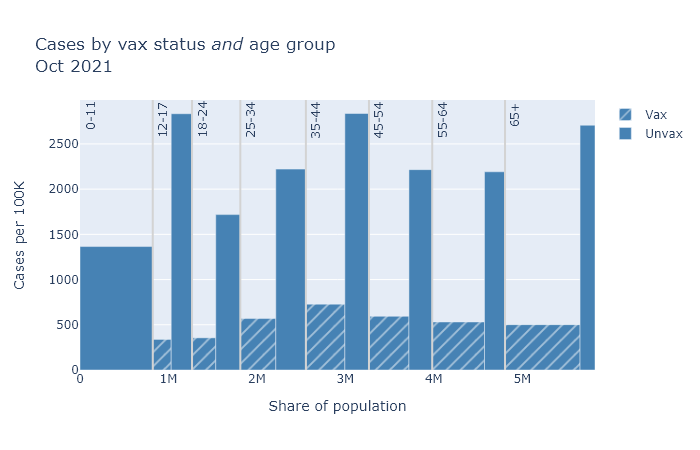 Cases by vax status and age group
Oct 2021
0-11
12-17
18-24
25-34
35-44
45-54
55-64
65+
Vax
Unvax
Cases per 100K
2500
2000
1500
1000
500
0
0
1M
2M
3M
4M
5M
Share of population